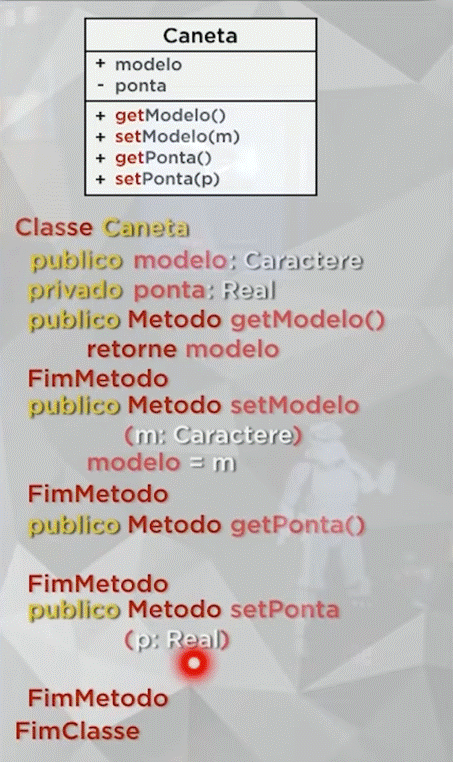 Caneta
+ modelo
- ponta
+ getModelo()
+ setModelo(m)
+ getPonta()
+ setPonta(p)
Classe Caneta
publico modelo: Caractere
privado ponta: Real
publico Metodo getModelo()
retorne modelo
FimMetodo
publico Metodo setModelo
(m: Caractere)
modelo = m
FimMetodo
publico Metodo getPonta()
FimMetodo
publico Metodo setPonta
(p: Real)
FimMetodo
FimClasse